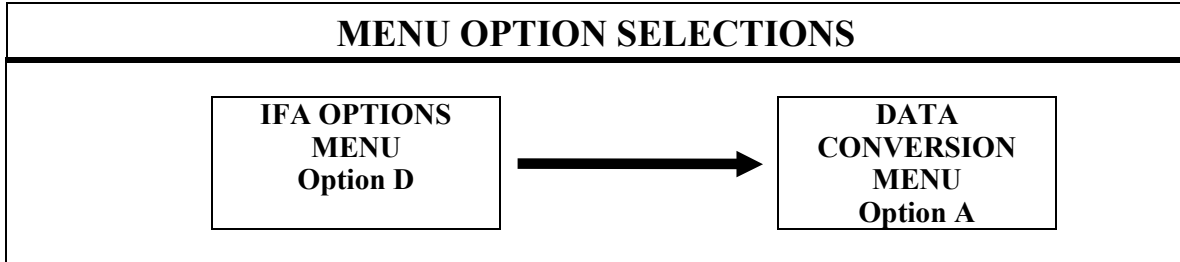 MENU OPTION SELECTIONS
IFA OPTIONS
MENU
Option D
DATA
CONVERSION
MENU
Option A